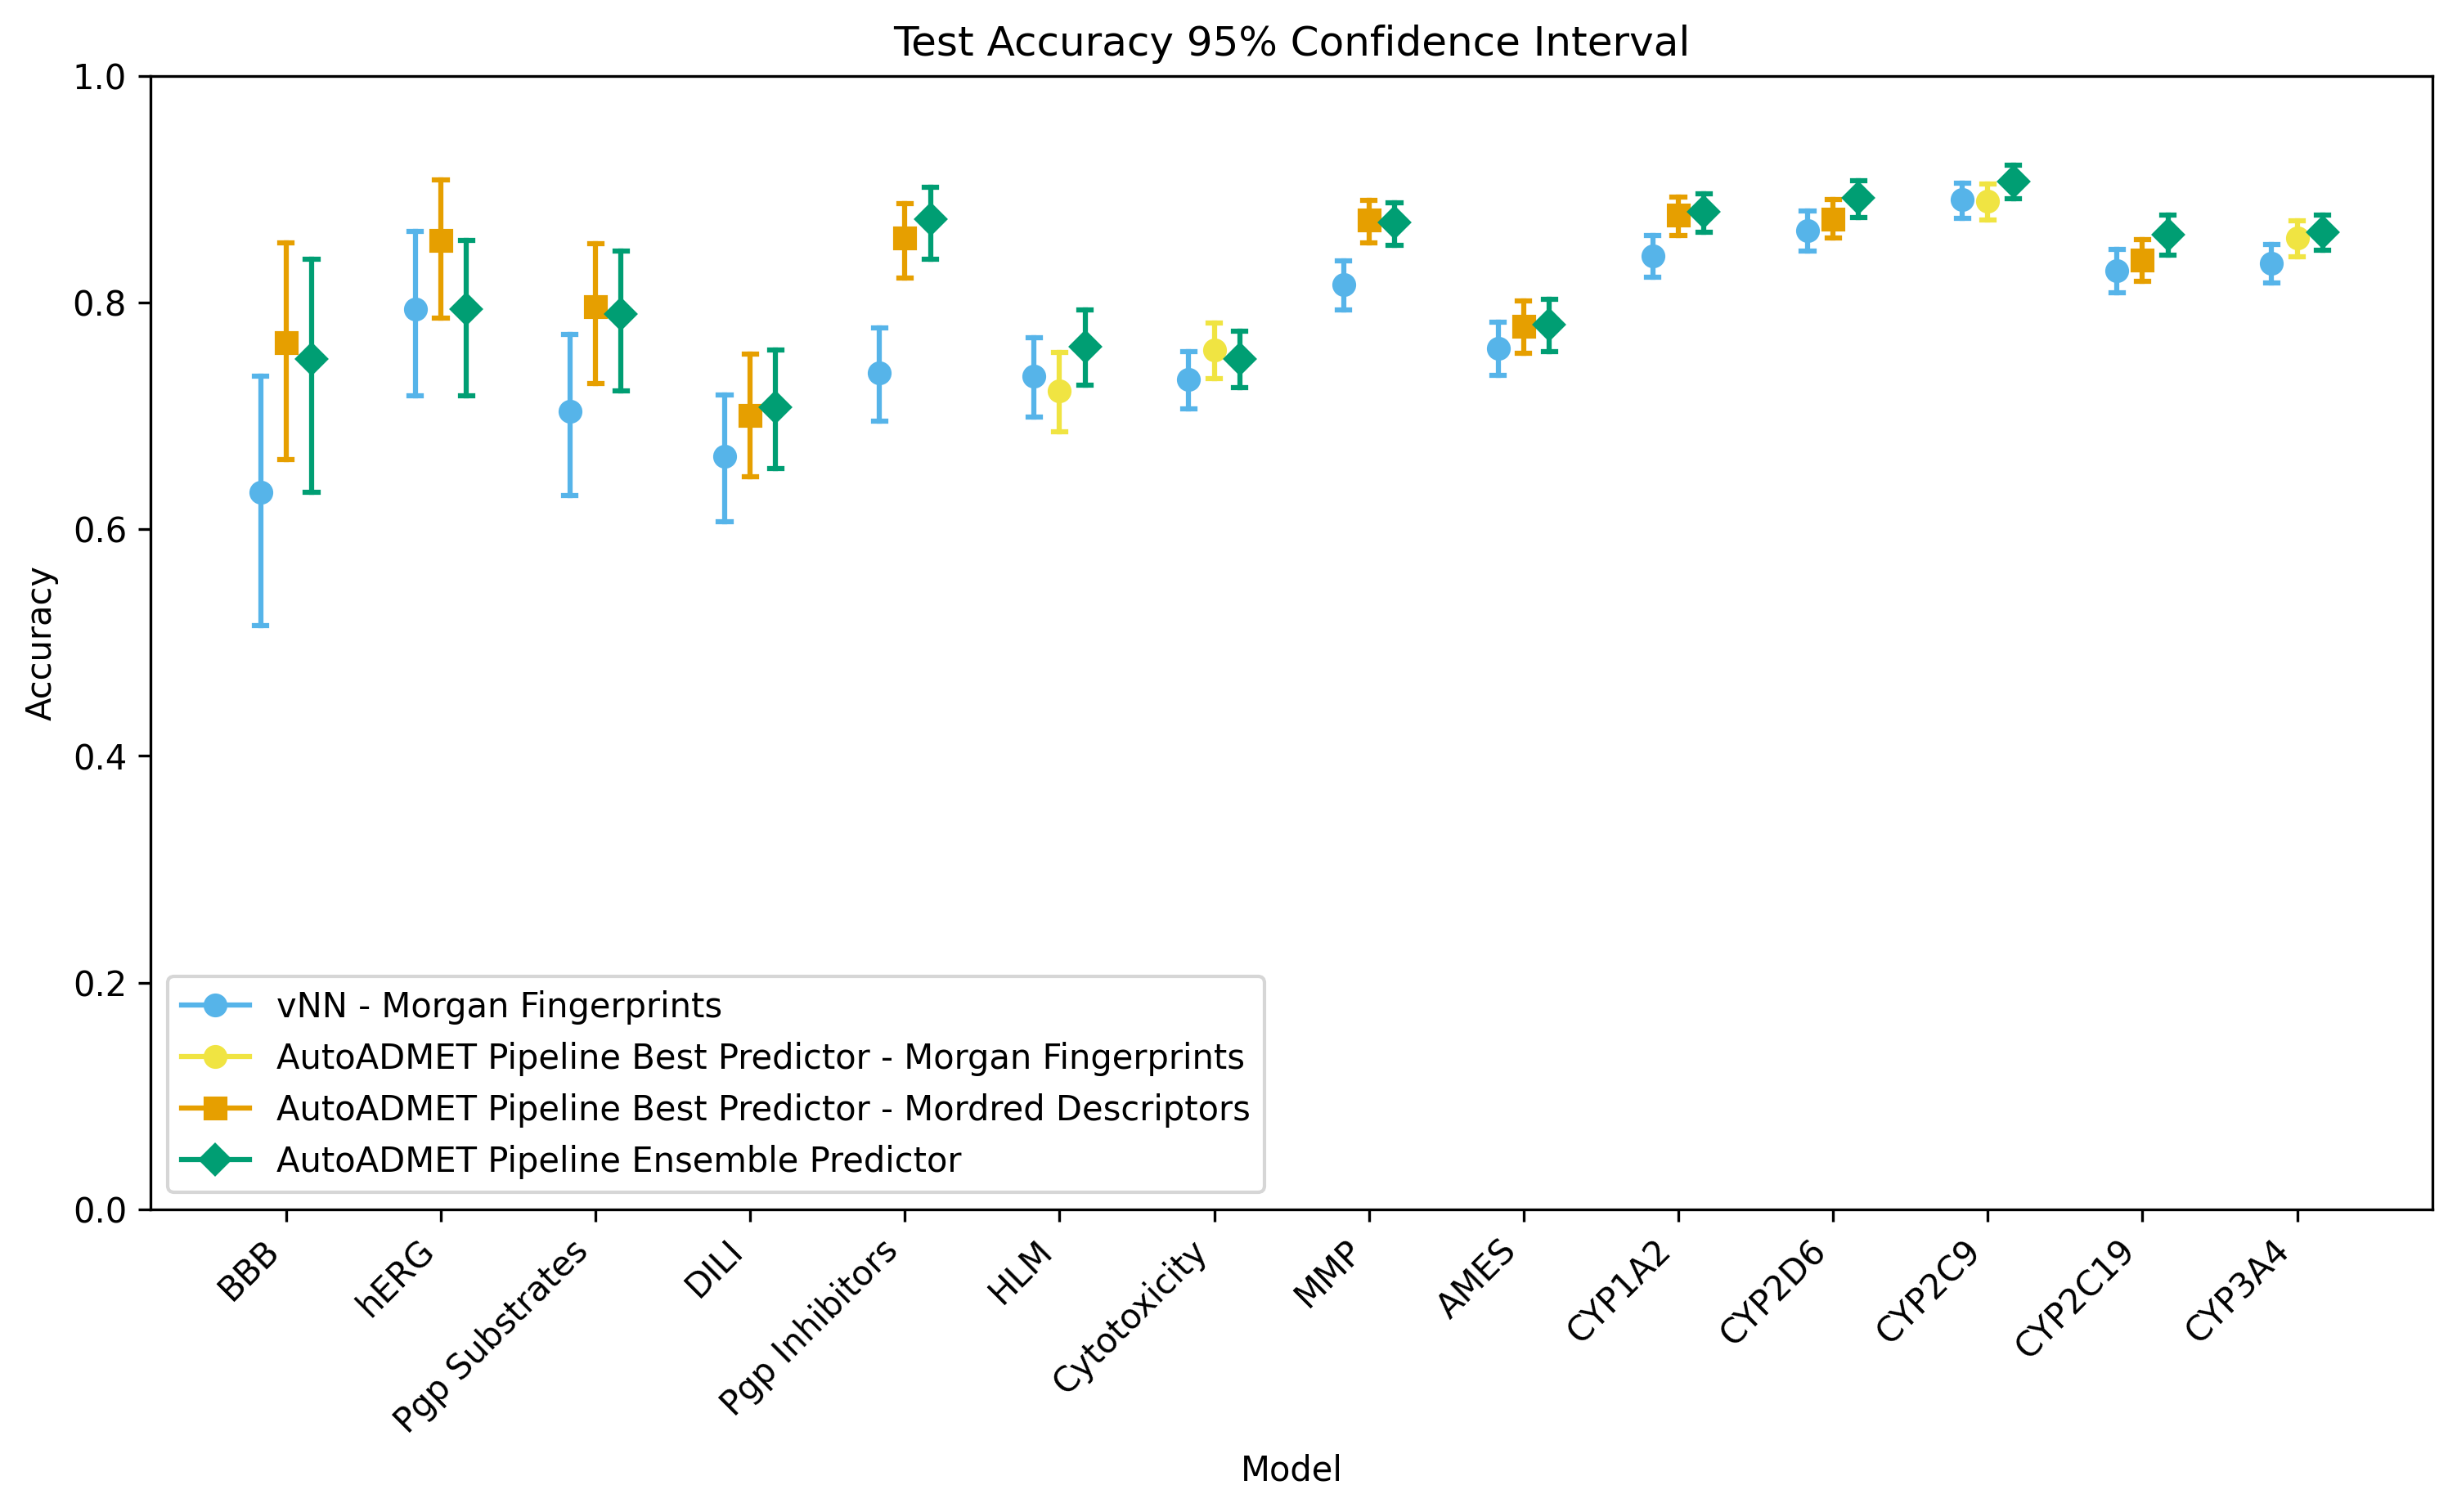 Test Accuracy 95% Confidence Interval
1.0
0.8
0.6
0.4
0.2
0.0
Accuracy
vNN - Morgan Fingerprints
AutoADMET Pipeline Best Predictor - Morgan Fingerprints
AutoADMET Pipeline Best Predictor - Mordred Descriptors
AutoADMET Pipeline Ensemble Predictor
BBB
hERG
Pgp Substrates
DILI
Pgp Inhibitors
HLM
Cytotoxicity
MMP
AMES
CYP1A2
CYP2D6
CYP2C9
CYP2C19
CYP3A4
Model